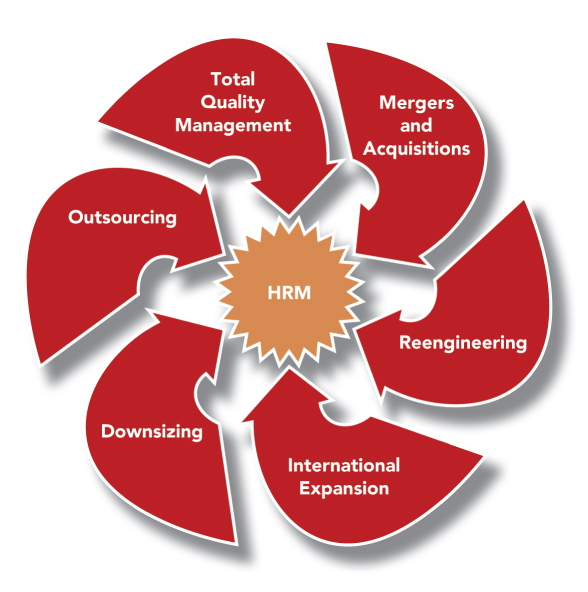 Total
Quality
Management
Mergers
and
Acquisitions
Outsourcing
HRM
Reengineering
Downsizing
International
Expansion